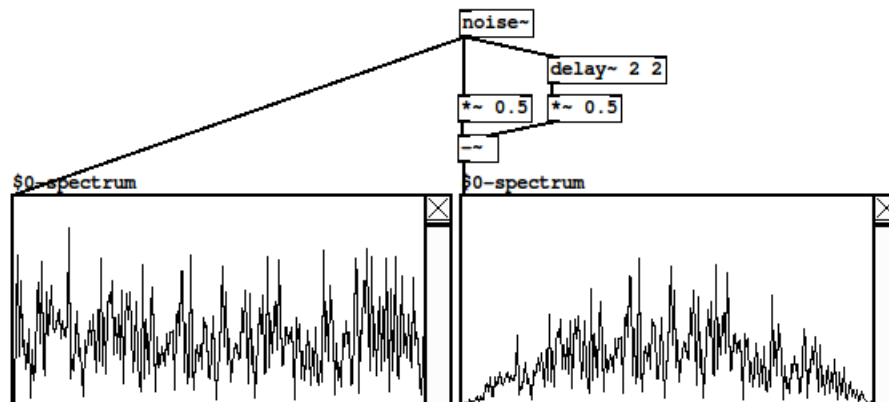 noise~
delay~ 2 2
*~ 0.5
*~ 0.5
-~
$0-spectrum
$0-spectrum